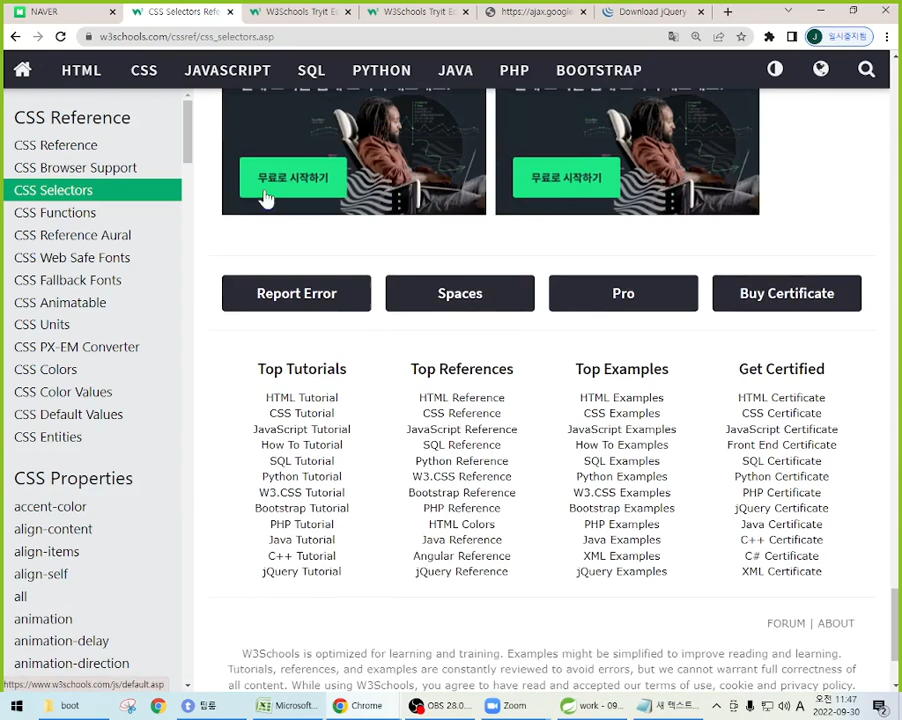 NAVER
CSS Selectors Refe
W3Schools Tryit Ec
W3Schools Tryit Ec
https://ajax.google
Download jQuery
w3schools.com/cssref/css_selectors.asp
J 일시중지됨
HTML CSS JAVASCRIPT SQL PYTHON JAVA PHP BOOTSTRAP
CSS Reference
CSS Reference
CSS Browser Support
CSS Selectors
CSS Functions
CSS Reference Aural
CSS Web Safe Fonts
CSS Fallback Fonts
CSS Animatable
CSS Units
CSS PX-EM Converter
CSS Colors
CSS Color Values
CSS Default Values
CSS Entities
CSS Properties
accent-color
align-content
align-items
align-self
all
animation
animation-delay
animation-direction
무료로 시작하기
무료로 시작하기
Report Error
Spaces
Pro
Buy Certificate
Top Tutorials
HTML Tutorial
CSS Tutorial
JavaScript Tutorial
How To Tutorial
SQL Tutorial
Python Tutorial
W3.CSS Tutorial
Bootstrap Tutorial
PHP Tutorial
Java Tutorial
C++ Tutorial
jQuery Tutorial
Top References
HTML Reference
CSS Reference
JavaScript Reference
SQL Reference
Python Reference
W3.CSS Reference
Bootstrap Reference
PHP Reference
HTML Colors
Java Reference
Angular Reference
jQuery Reference
Top Examples
HTML Examples
CSS Examples
JavaScript Examples
How To Examples
SQL Examples
Python Examples
W3.CSS Examples
Bootstrap Examples
PHP Examples
Java Examples
XML Examples
jQuery Examples
Get Certified
HTML Certificate
CSS Certificate
JavaScript Certificate
Front End Certificate
SQL Certificate
Python Certificate
PHP Certificate
jQuery Certificate
Java Certificate
C++ Certificate
C# Certificate
XML Certificate
FORUM | ABOUT
W3Schools is optimized for learning and training. Examples might be simplified to improve reading and learning.
Tutorials, references, and examples are constantly reviewed to avoid errors, but we cannot warrant full correctness of
all content. While using W3Schools, you agree to have read and accepted our terms of use, cookie and privacy policy.
https://www.w3schools.com/js/default.asp
boot
팀룸
Microsoft...
Chrome
OBS 28.0...
Zoom
work - 09...
새 텍스트...
A
오전 11:47
2022-09-30
2